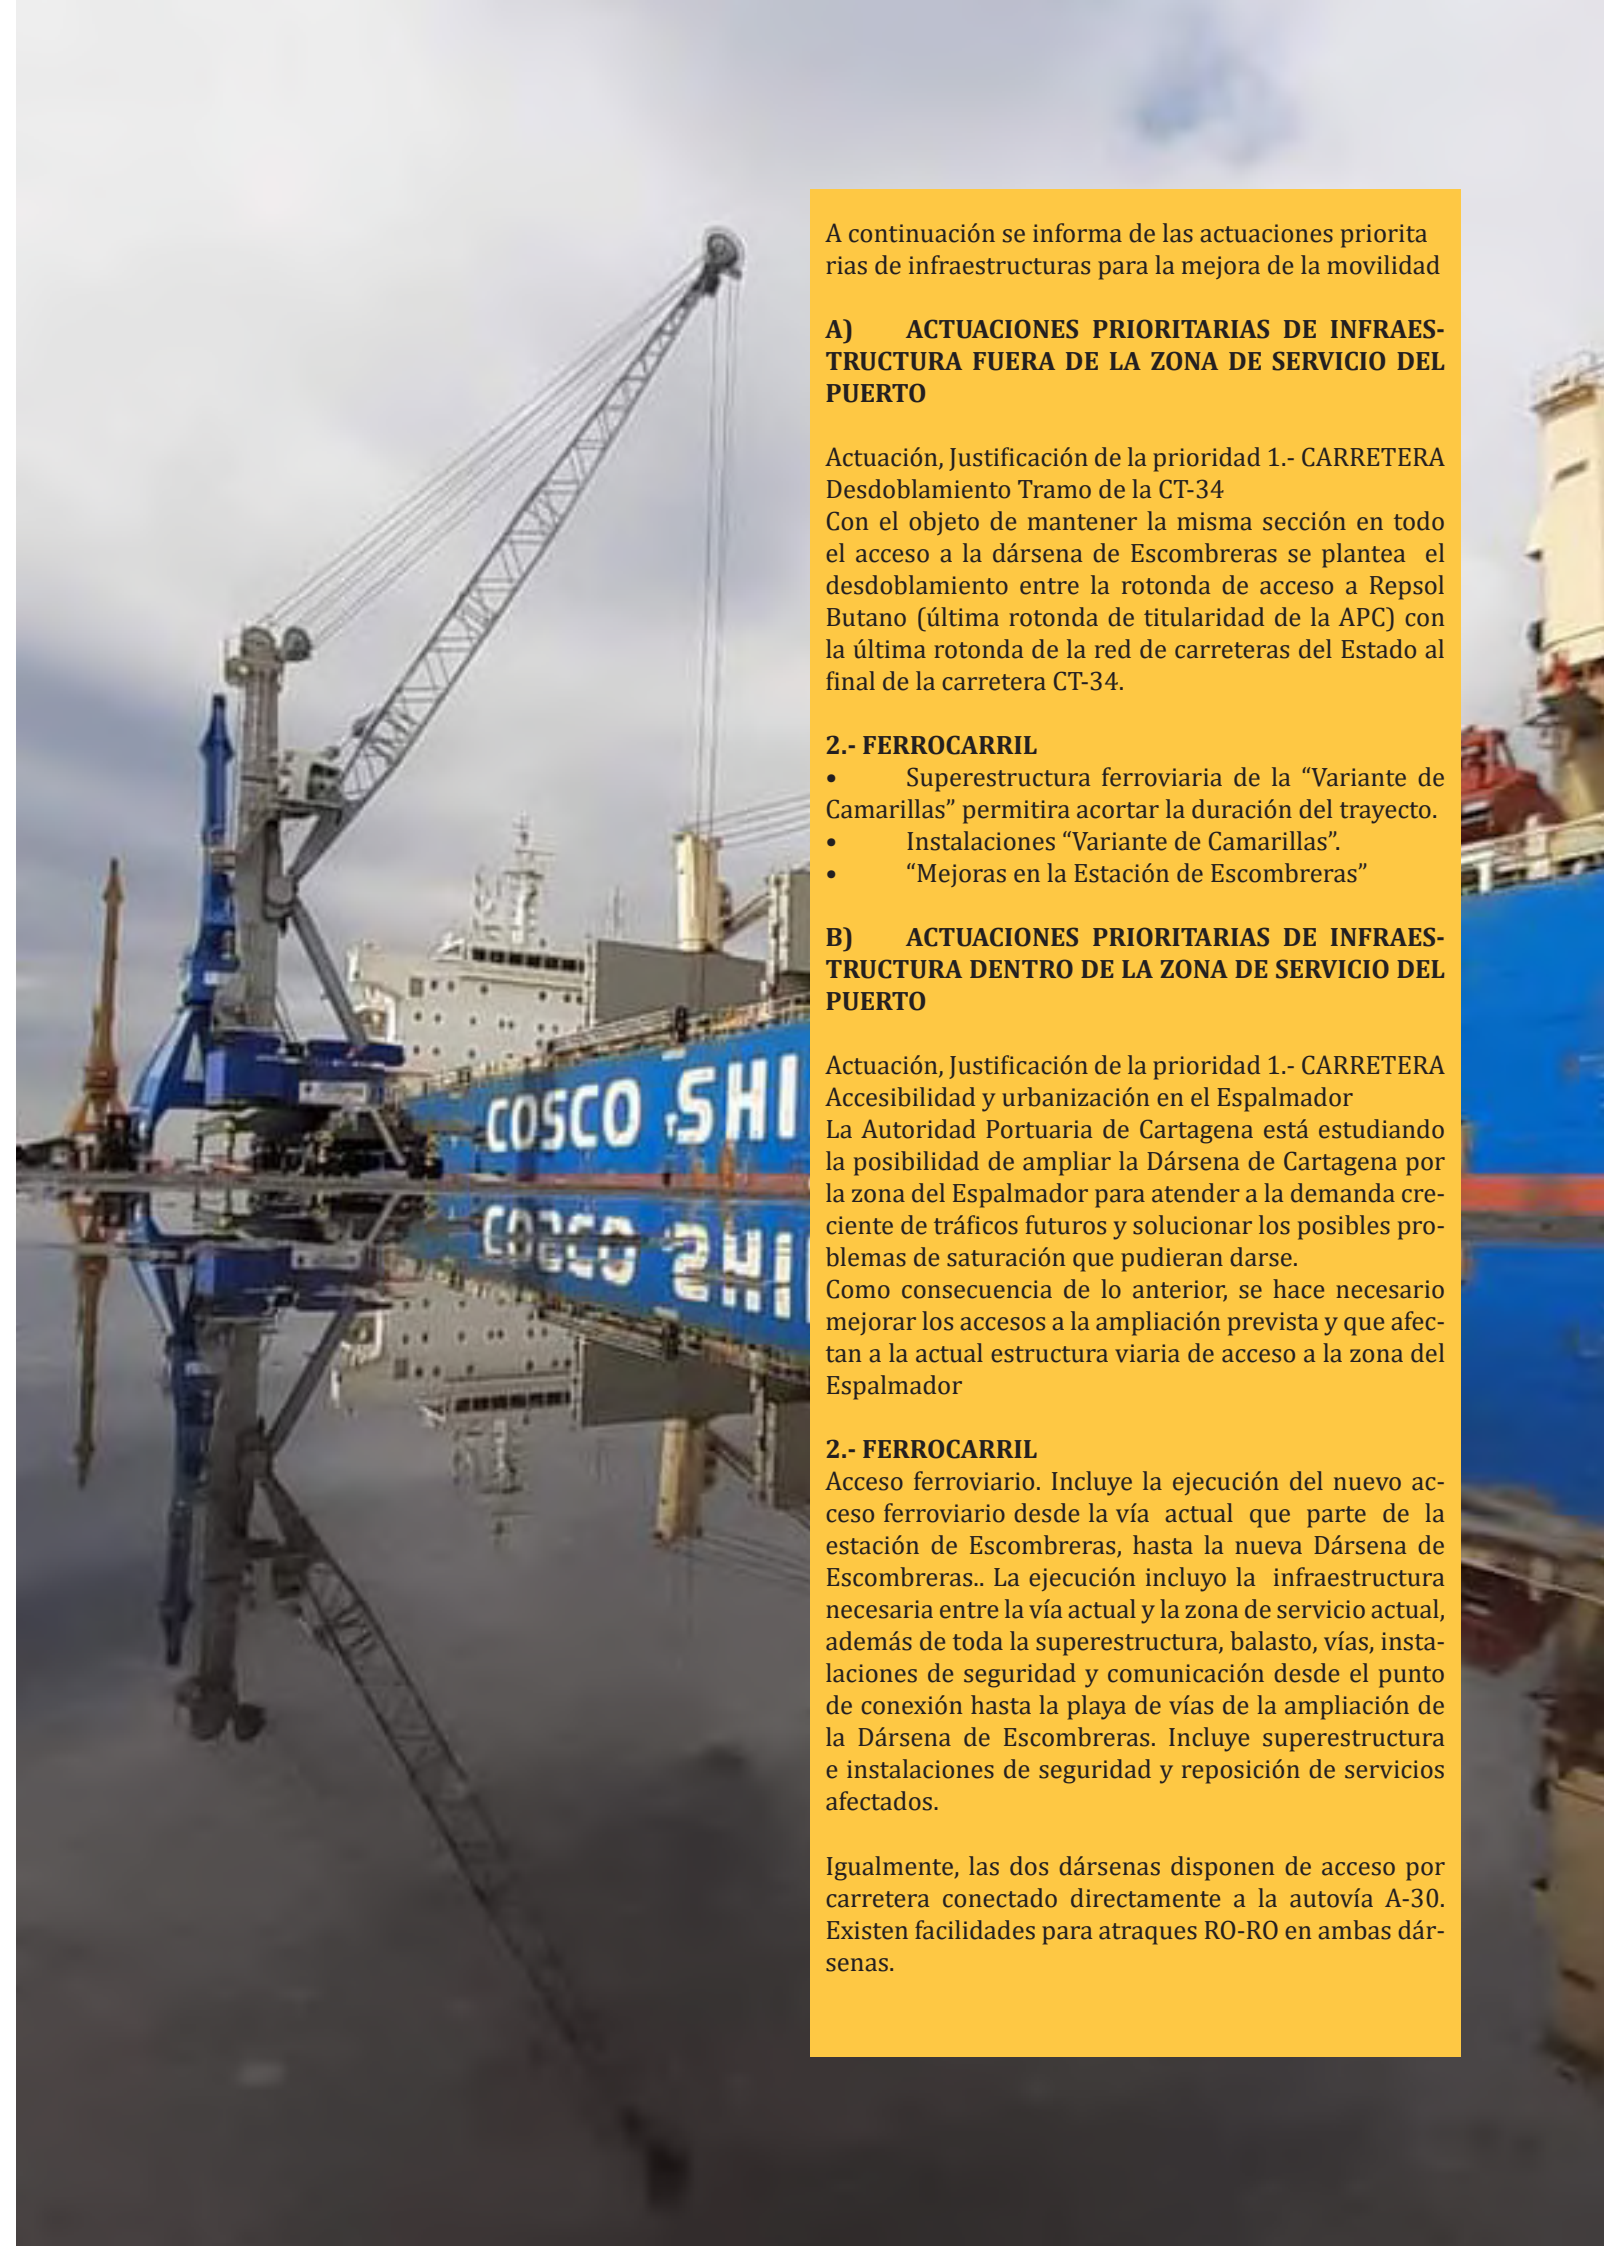 A continuación se informa de las actuaciones priorita
rias de infraestructuras para la mejora de la movilidad
A) ACTUACIONES PRIORITARIAS DE INFRAES-
TRUCTURA FUERA DE LA ZONA DE SERVICIO DEL
PUERTO
Actuación, Justificación de la prioridad 1.- CARRETERA
Desdoblamiento Tramo de la CT-34
Con el objeto de mantener la misma sección en todo
el acceso a la dársena de Escombreras se plantea el
desdoblamiento entre la rotonda de acceso a Repsol
Butano (última rotonda de titularidad de la APC) con
la última rotonda de la red de carreteras del Estado al
final de la carretera CT-34.
2.- FERROCARRIL
• Superestructura ferroviaria de la “Variante de
Camarillas” permitira acortar la duración del trayecto.
• Instalaciones “Variante de Camarillas”.
• “Mejoras en la Estación de Escombreras”
B) ACTUACIONES PRIORITARIAS DE INFRAES-
TRUCTURA DENTRO DE LA ZONA DE SERVICIO DEL
PUERTO
Actuación, Justificación de la prioridad 1.- CARRETERA
Accesibilidad y urbanización en el Espalmador
La Autoridad Portuaria de Cartagena está estudiando
la posibilidad de ampliar la Dársena de Cartagena por
la zona del Espalmador para atender a la demanda cre-
ciente de tráficos futuros y solucionar los posibles pro-
blemas de saturación que pudieran darse.
Como consecuencia de lo anterior, se hace necesario
mejorar los accesos a la ampliación prevista y que afec-
tan a la actual estructura viaria de acceso a la zona del
Espalmador
2.- FERROCARRIL
Acceso ferroviario. Incluye la ejecución del nuevo ac-
ceso ferroviario desde la vía actual que parte de la
estación de Escombreras, hasta la nueva Dársena de
Escombreras.. La ejecución incluyo la infraestructura
necesaria entre la vía actual y la zona de servicio actual,
además de toda la superestructura, balasto, vías, insta-
laciones de seguridad y comunicación desde el punto
de conexión hasta la playa de vías de la ampliación de
la Dársena de Escombreras. Incluye superestructura
e instalaciones de seguridad y reposición de servicios
afectados.
Igualmente, las dos dársenas disponen de acceso por
carretera conectado directamente a la autovía A-30.
Existen facilidades para atraques RO-RO en ambas dár-
senas.
COSCO SHI